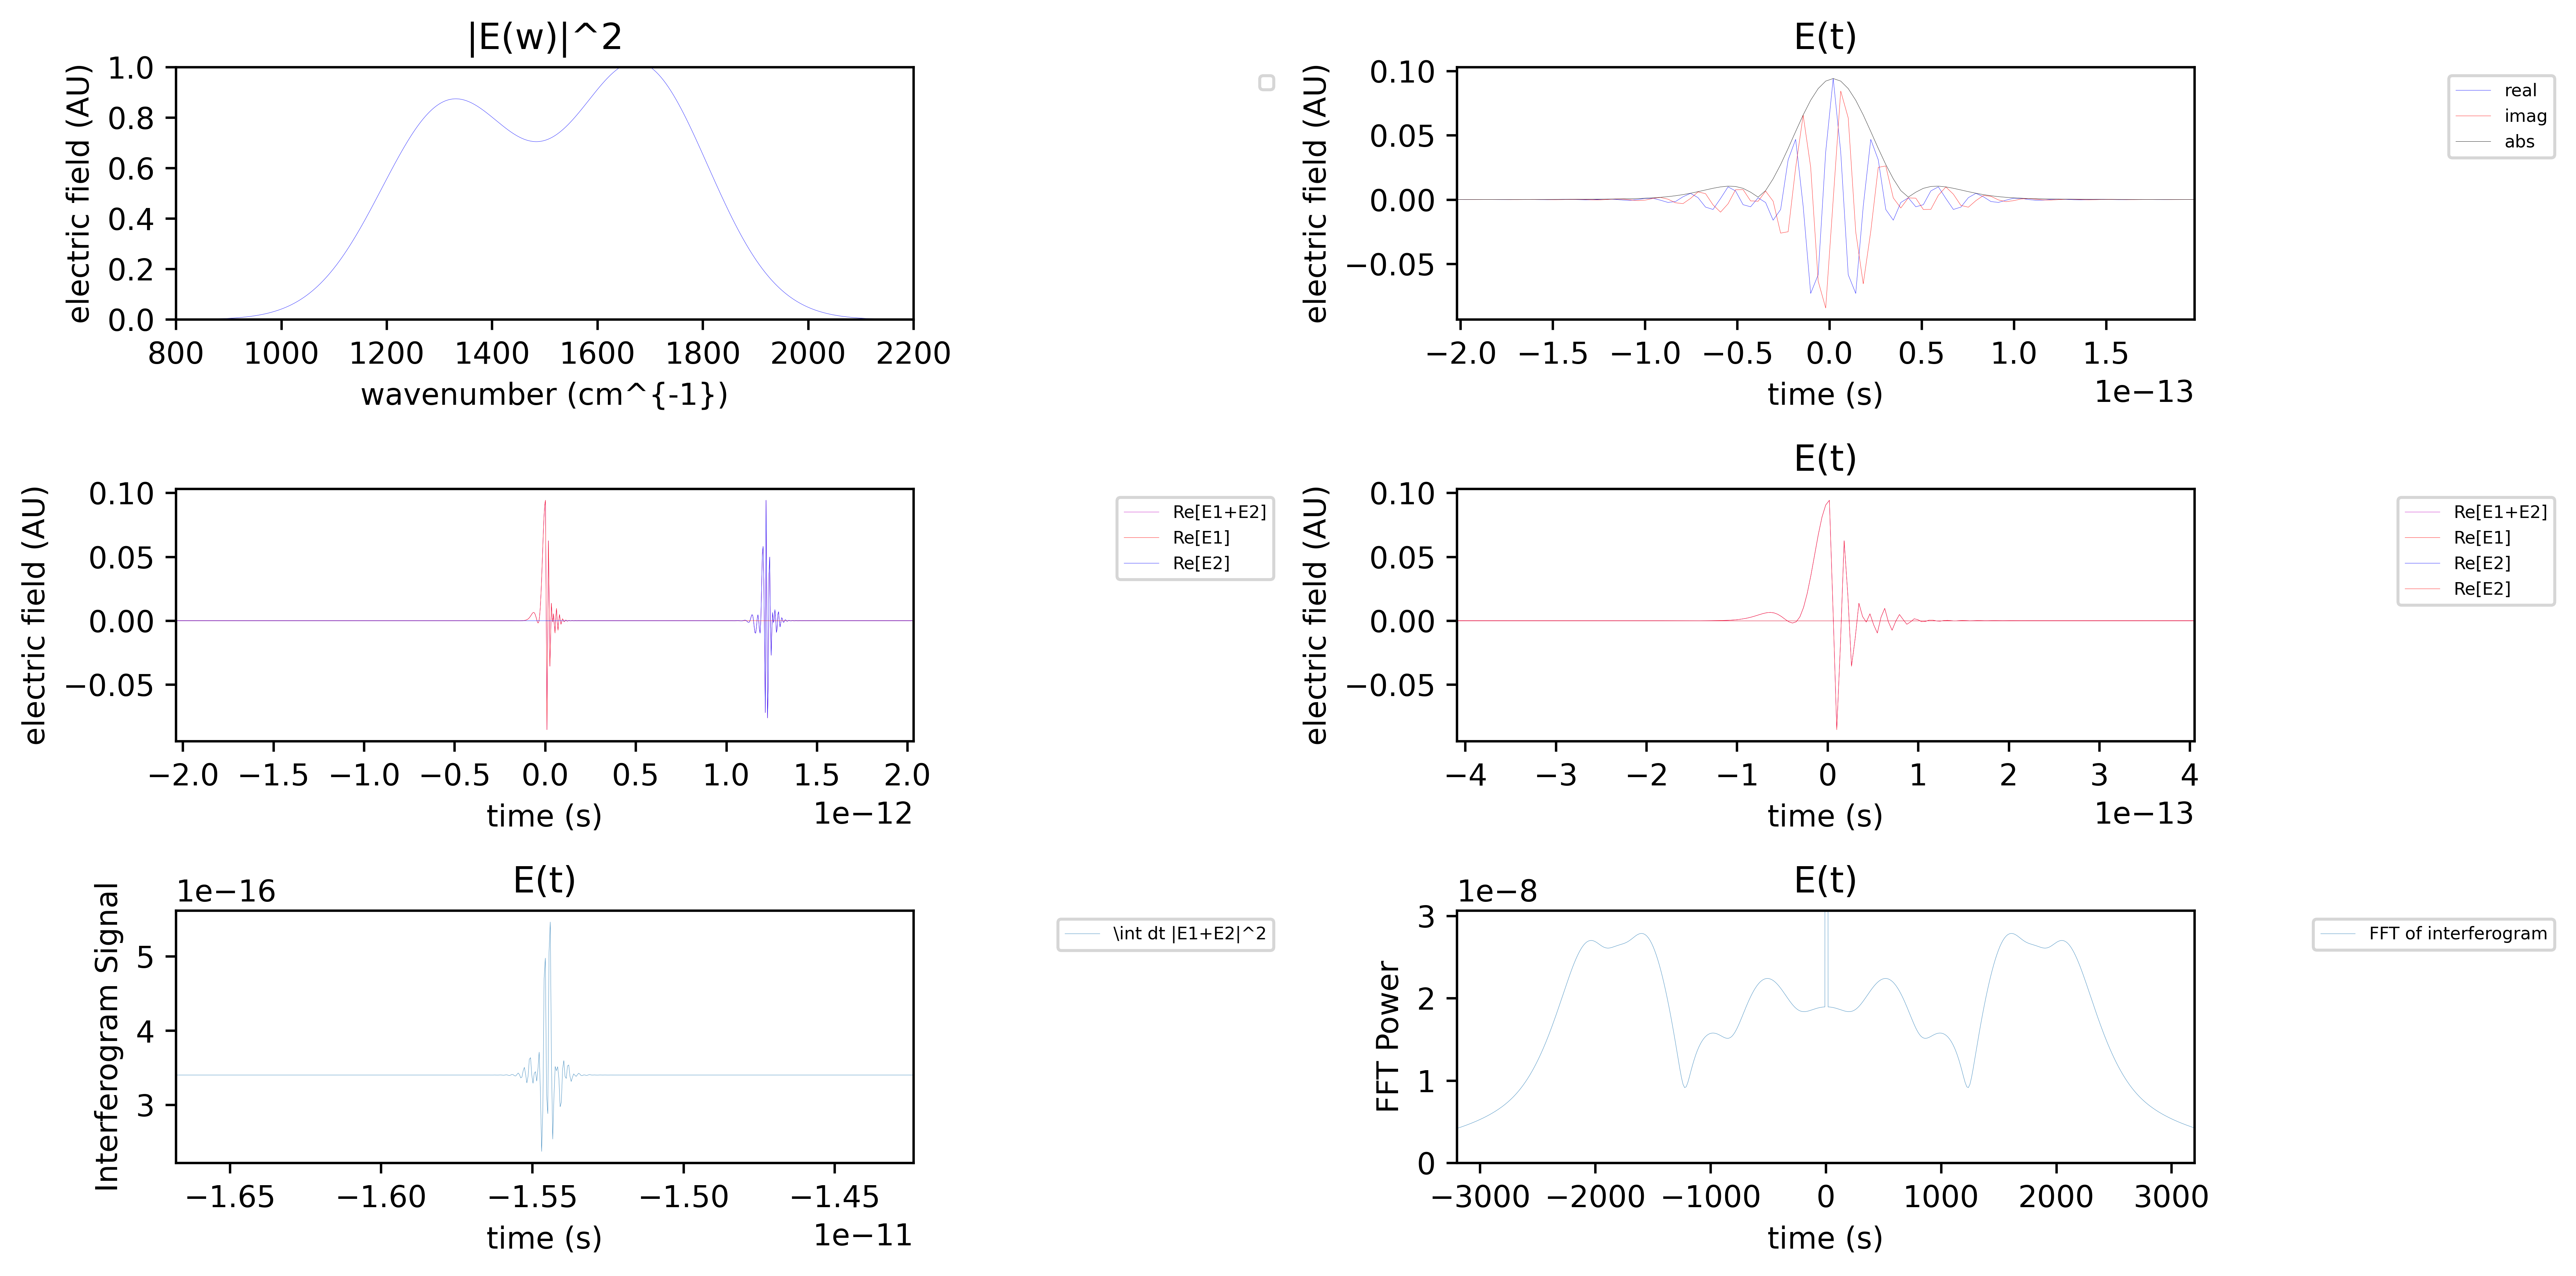 |E(w)|^2
electric field (AU)
1.0
0.8
0.6
0.4
0.2
0.0
800 1000 1200 1400 1600 1800 2000 2200
wavenumber (cm^{-1})
E(t)
electric field (AU)
0.10
0.05
0.00
−0.05
−2.0 −1.5 −1.0 −0.5 0.0 0.5 1.0 1.5
1e−13
time (s)
real
imag
abs
electric field (AU)
0.10
0.05
0.00
−0.05
−2.0 −1.5 −1.0 −0.5 0.0 0.5 1.0 1.5 2.0
1e−12
time (s)
Re[E1+E2]
Re[E1]
Re[E2]
E(t)
electric field (AU)
0.10
0.05
0.00
−0.05
−4 −3 −2 −1 0 1 2 3 4
1e−13
time (s)
Re[E1+E2]
Re[E1]
Re[E2]
Re[E2]
E(t)
1e−16
Interferogram Signal
5
4
3
−1.65 −1.60 −1.55 −1.50 −1.45
1e−11
time (s)
\int dt |E1+E2|^2
E(t)
1e−8
FFT Power
3
2
1
0
−3000 −2000 −1000 0 1000 2000 3000
time (s)
FFT of interferogram